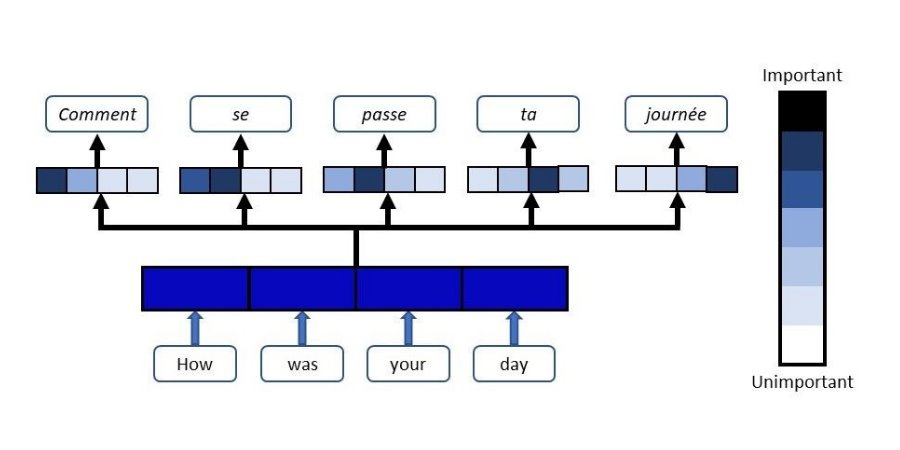 Important
Comment
se
passe
ta
journée
How
was
your
day
Unimportant